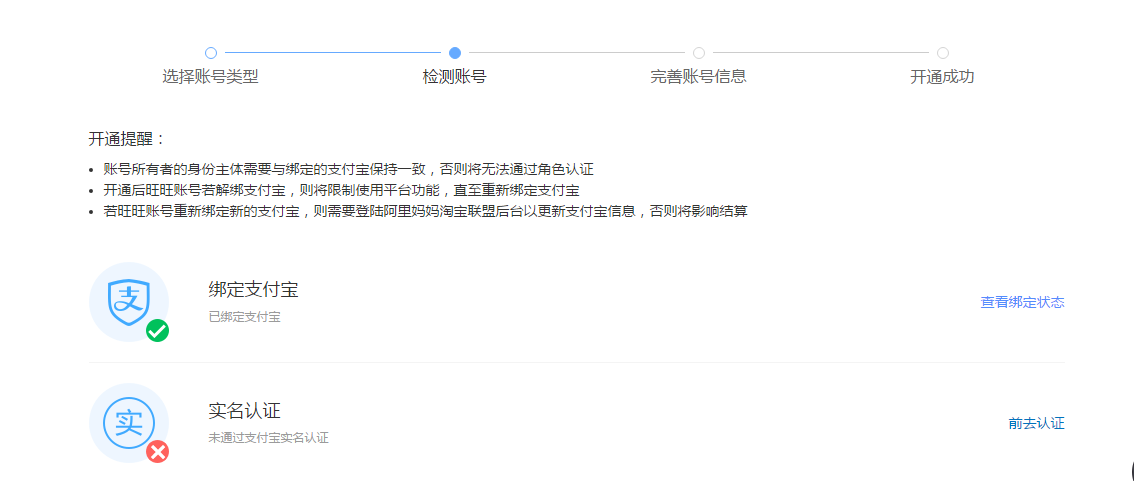 选择账号类型 检测账号 完善账号信息 开通成功
开通提醒：
• 账号所有者的身份主体需要与绑定的支付宝保持一致，否则将无法通过角色认证
• 开通后旺旺账号若解绑支付宝，则将限制使用平台功能，直至重新绑定支付宝
• 若旺旺账号重新绑定新的支付宝，则需要登陆阿里妈妈淘宝联盟后台以更新支付宝信息，否则将影响结算
支
绑定支付宝
已绑定支付宝
查看绑定状态
实
实名认证
未通过支付宝实名认证
前去认证